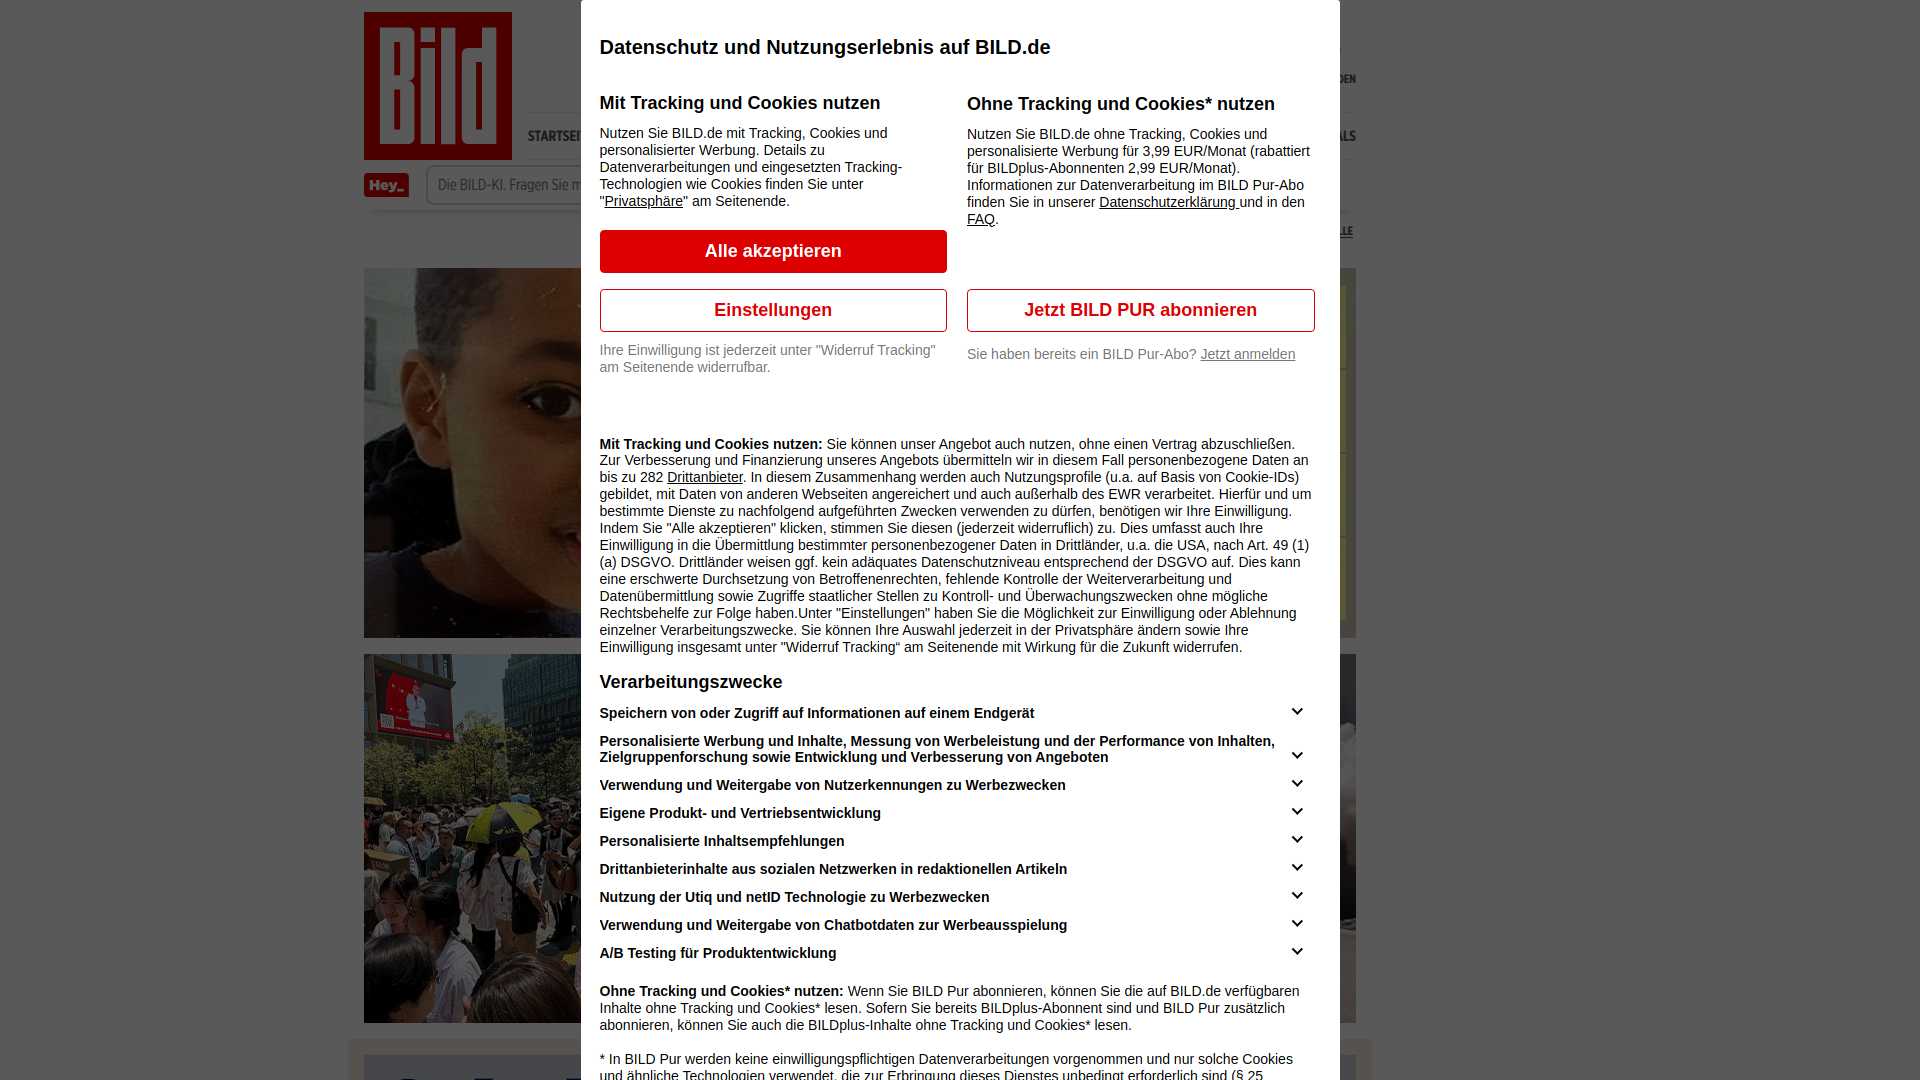 Bild
Datenschutz und Nutzungserlebnis auf BILD.de
DEN
STARTSEI
ALS
Hey_
Die BILD-KI. Fragen Sie m
LLE
Mit Tracking und Cookies nutzen
Nutzen Sie BILD.de mit Tracking, Cookies und
personalisierter Werbung. Details zu
Datenverarbeitungen und eingesetzten Tracking-
Technologien wie Cookies finden Sie unter
"Privatsphäre" am Seitenende.
Alle akzeptieren
Einstellungen
Ihre Einwilligung ist jederzeit unter "Widerruf Tracking"
am Seitenende widerrufbar.
Ohne Tracking und Cookies* nutzen
Nutzen Sie BILD.de ohne Tracking, Cookies und
personalisierte Werbung für 3,99 EUR/Monat (rabattiert
für BILDplus-Abonnenten 2,99 EUR/Monat).
Informationen zur Datenverarbeitung im BILD Pur-Abo
finden Sie in unserer Datenschutzerklärung und in den
FAQ.
Jetzt BILD PUR abonnieren
Sie haben bereits ein BILD Pur-Abo? Jetzt anmelden
Mit Tracking und Cookies nutzen: Sie können unser Angebot auch nutzen, ohne einen Vertrag abzuschließen.
Zur Verbesserung und Finanzierung unseres Angebots übermitteln wir in diesem Fall personenbezogene Daten an
bis zu 282 Drittanbieter. In diesem Zusammenhang werden auch Nutzungsprofile (u.a. auf Basis von Cookie-IDs)
gebildet, mit Daten von anderen Webseiten angereichert und auch außerhalb des EWR verarbeitet. Hierfür und um
bestimmte Dienste zu nachfolgend aufgeführten Zwecken verwenden zu dürfen, benötigen wir Ihre Einwilligung.
Indem Sie "Alle akzeptieren" klicken, stimmen Sie diesen (jederzeit widerruflich) zu. Dies umfasst auch Ihre
Einwilligung in die Übermittlung bestimmter personenbezogener Daten in Drittländer, u.a. die USA, nach Art. 49 (1)
(a) DSGVO. Drittländer weisen ggf. kein adäquates Datenschutzniveau entsprechend der DSGVO auf. Dies kann
eine erschwerte Durchsetzung von Betroffenenrechten, fehlende Kontrolle der Weiterverarbeitung und
Datenübermittlung sowie Zugriffe staatlicher Stellen zu Kontroll- und Überwachungszwecken ohne mögliche
Rechtsbehelfe zur Folge haben.Unter "Einstellungen" haben Sie die Möglichkeit zur Einwilligung oder Ablehnung
einzelner Verarbeitungszwecke. Sie können Ihre Auswahl jederzeit in der Privatsphäre ändern sowie Ihre
Einwilligung insgesamt unter "Widerruf Tracking“ am Seitenende mit Wirkung für die Zukunft widerrufen.
Verarbeitungszwecke
Speichern von oder Zugriff auf Informationen auf einem Endgerät
Personalisierte Werbung und Inhalte, Messung von Werbeleistung und der Performance von Inhalten,
Zielgruppenforschung sowie Entwicklung und Verbesserung von Angeboten
Verwendung und Weitergabe von Nutzerkennungen zu Werbezwecken
Eigene Produkt- und Vertriebsentwicklung
Personalisierte Inhaltsempfehlungen
Drittanbieterinhalte aus sozialen Netzwerken in redaktionellen Artikeln
Nutzung der Utiq und netID Technologie zu Werbezwecken
Verwendung und Weitergabe von Chatbotdaten zur Werbeausspielung
A/B Testing für Produktentwicklung
Ohne Tracking und Cookies* nutzen: Wenn Sie BILD Pur abonnieren, können Sie die auf BILD.de verfügbaren
Inhalte ohne Tracking und Cookies* lesen. Sofern Sie bereits BILDplus-Abonnent sind und BILD Pur zusätzlich
abonnieren, können Sie auch die BILDplus-Inhalte ohne Tracking und Cookies* lesen.
* In BILD Pur werden keine einwilligungspflichtigen Datenverarbeitungen vorgenommen und nur solche Cookies
und ähnliche Technologien verwendet, die zur Erbringung dieses Dienstes unbedingt erforderlich sind (§ 25